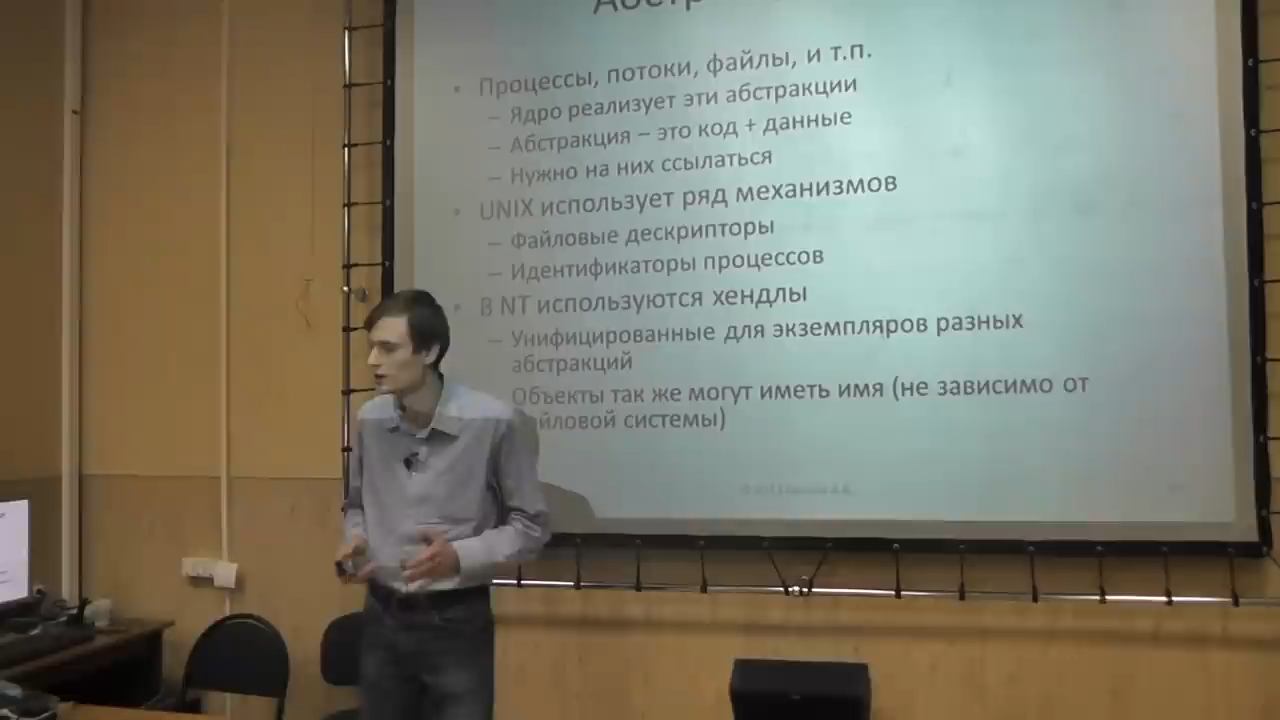 • Процессы, потоки, файлы, и т.п.
– Ядро реализует эти абстракции
– Абстракция – это код + данные
– Нужно на них ссылаться
• UNIX использует ряд механизмов
– Файловые дескрипторы
– Идентификаторы процессов
• В NT используются хендлы
– Унифицированные для экземпляров разных
абстракций
Объекты так же могут иметь имя (не зависимо от
йловой системы)